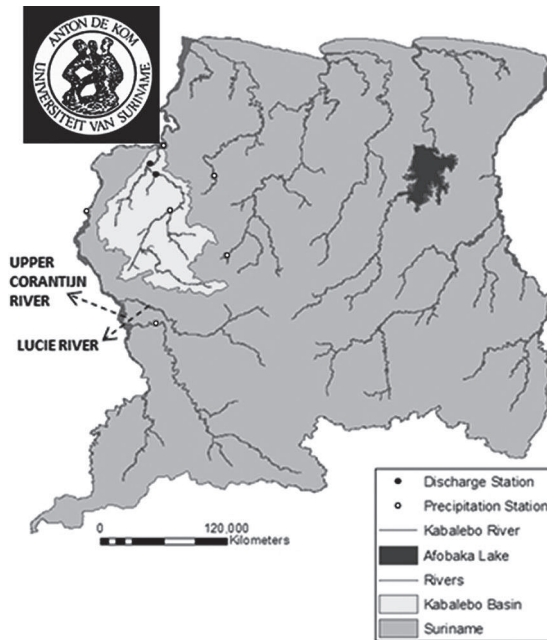 ANTON DE KOM
UNIVERSITEIT VAN SURINAME
UPPER
CORANTIJN
RIVER
LUCIE RIVER
0 120,000
Kilometers
Discharge Station
Precipitation Station
Kabalebo River
Afobaka Lake
Rivers
Kabalebo Basin
Suriname